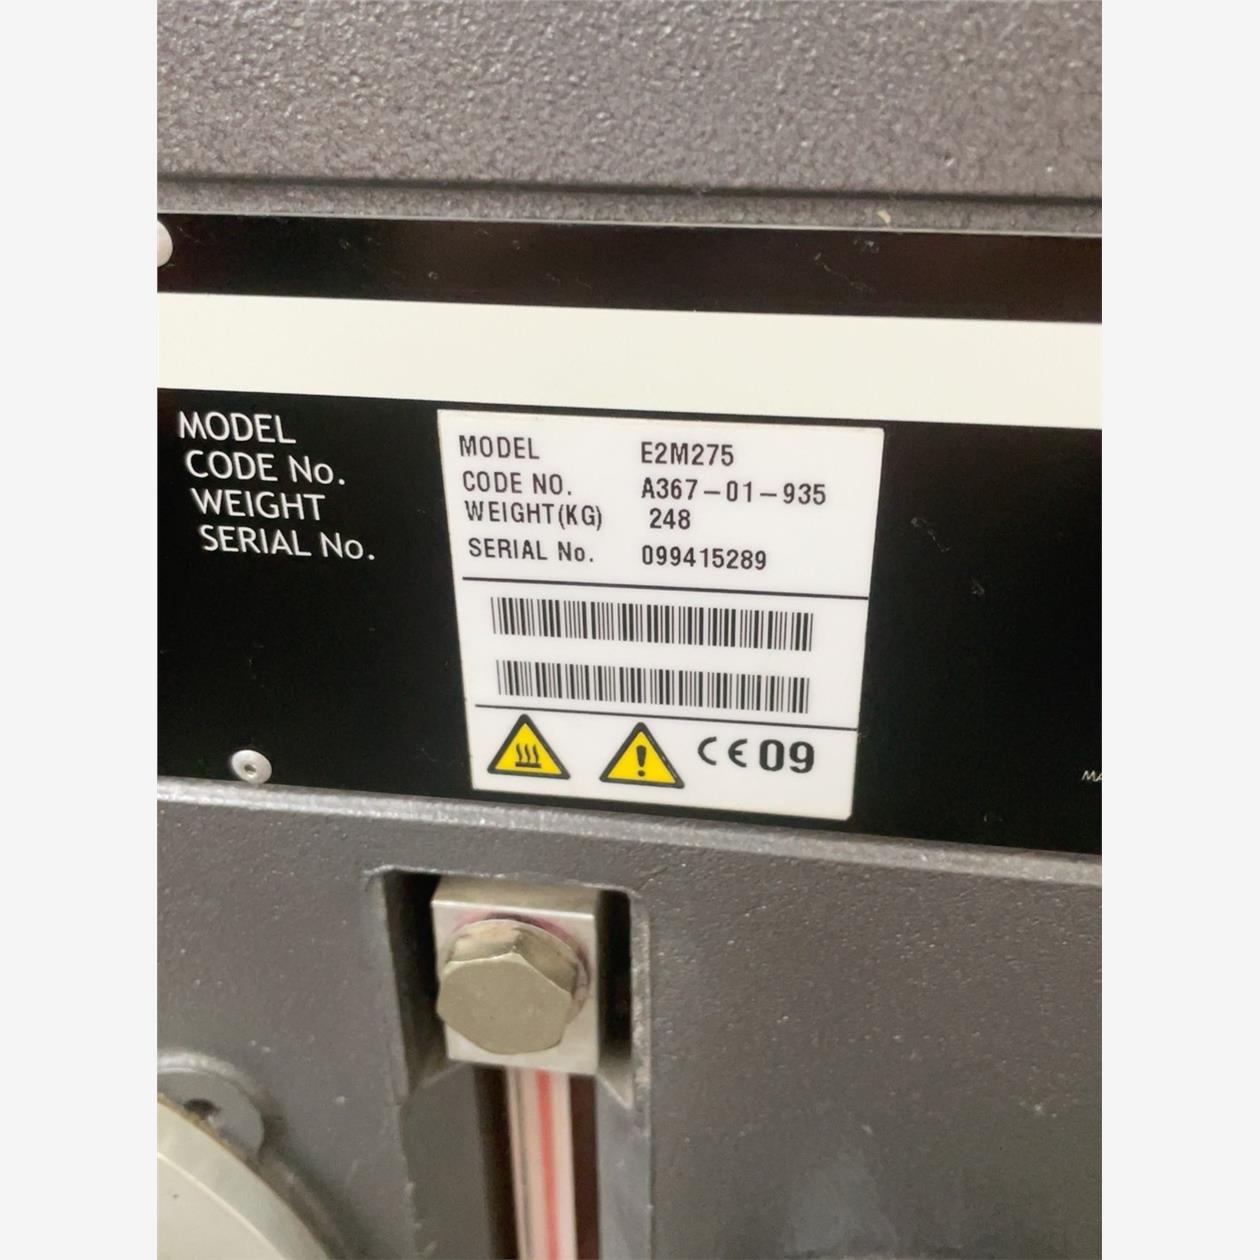 MODEL
CODE No.
WEIGHT
SERIAL No.
MODEL E2M275
CODE NO. A367-01-935
WEIGHT(KG) 248
SERIAL No. 099415289
CE 09